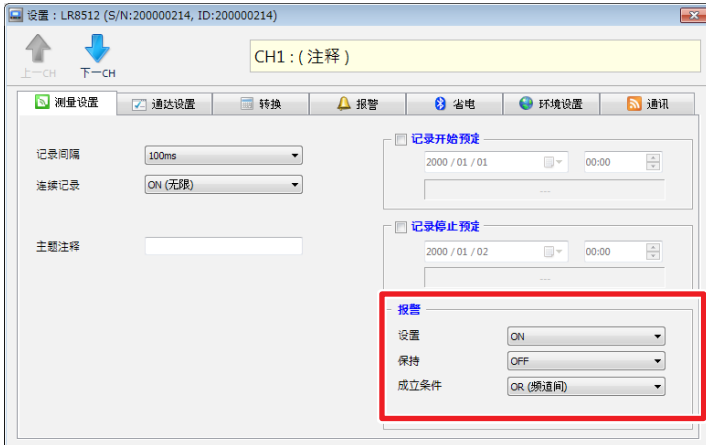 设置 : LR8512 (S/N:200000214, ID:200000214)
上一CH
下一CH
CH1 : ( 注释 )
测量设置
通达设置
转换
报警
省电
环境设置
通讯
记录间隔
100ms
连续记录
ON (无限)
主题注释
记录开始预定
2000 / 01 / 01
00:00
---
记录停止预定
2000 / 01 / 02
00:00
---
报警
设置
ON
保持
OFF
成立条件
OR (频道间)